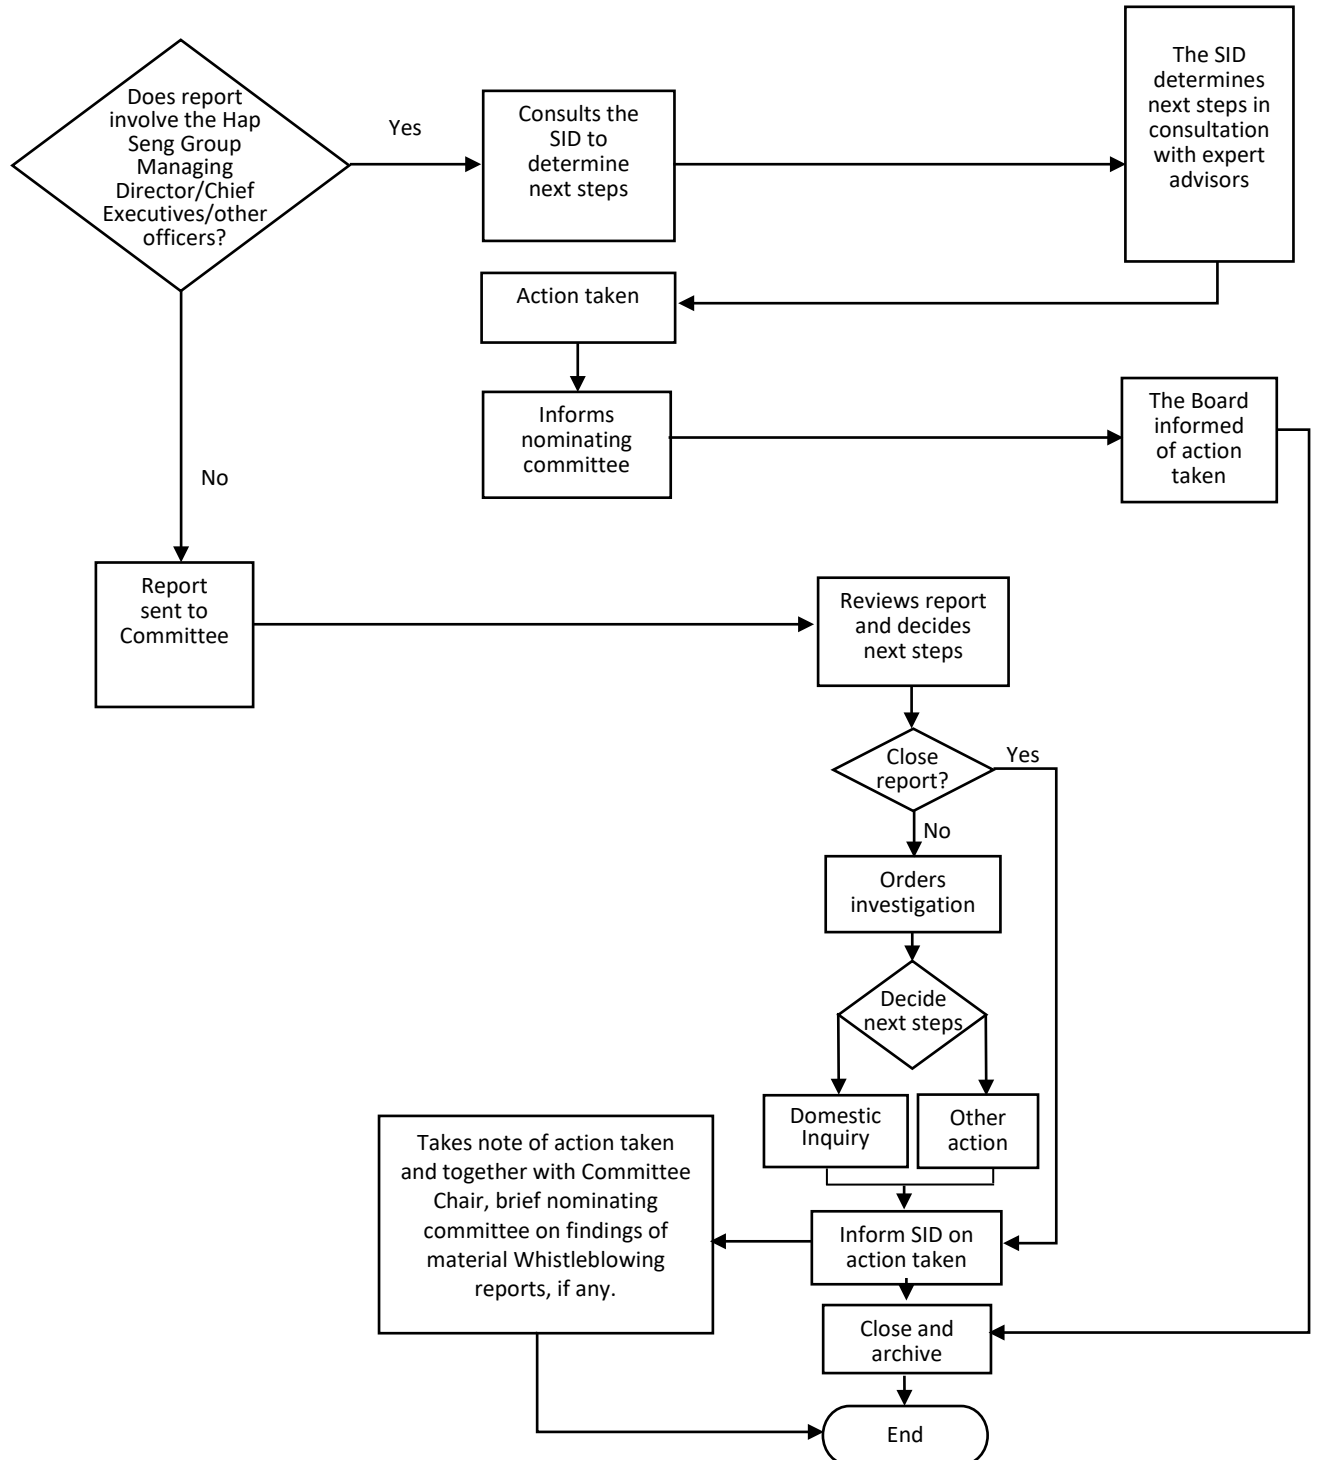 Does report
involve the Hap
Seng Group
Managing
Director/Chief
Executives/other
officers?
Yes
Consults the
SID to
determine
next steps
The SID
determines
next steps in
consultation
with expert
advisors
Action taken
Informs
nominating
committee
The Board
informed
of action
taken
No
Report
sent to
Committee
Reviews report
and decides
next steps
Close
report?
Yes
No
Orders
investigation
Decide
next steps
Domestic
Inquiry
Other
action
Takes note of action taken
and together with Committee
Chair, brief nominating
committee on findings of
material Whistleblowing
reports, if any.
Inform SID on
action taken
Close and
archive
End